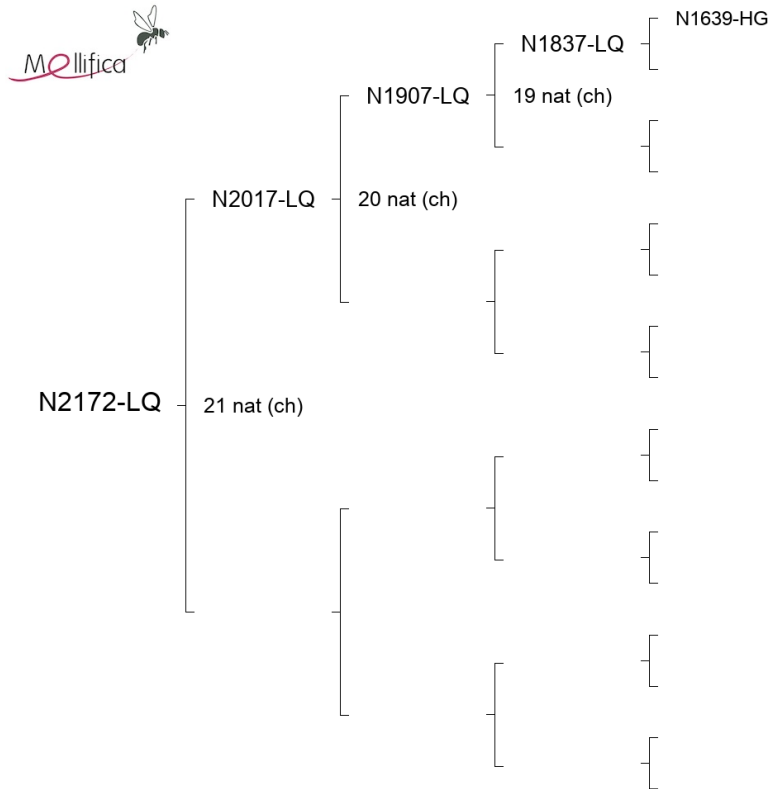 Mellifica
N1639-HG
N1837-LQ
N1907-LQ
19 nat (ch)
N2017-LQ
20 nat (ch)
N2172-LQ
21 nat (ch)